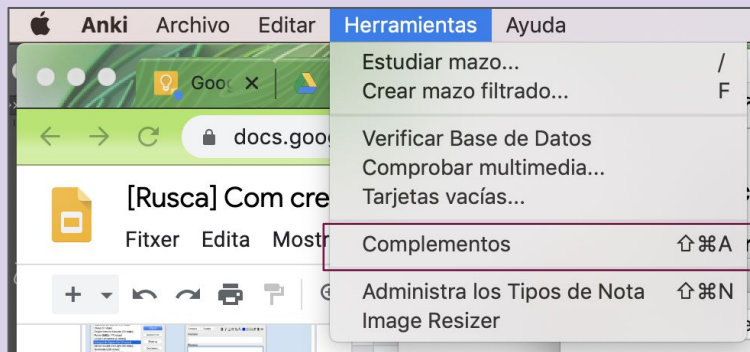 Anki Archivo Editar Herramientas Ayuda
Estudiar mazo... /
Crear mazo filtrado... F
Verificar Base de Datos
Comprobar multimedia...
Tarjetas vacías...
Complementos ⇧⌘A
Administra los Tipos de Nota ⇧⌘N
Image Resizer
Goog
docs.goo
[Rusca] Com cre
Fitxer Edita Mostr